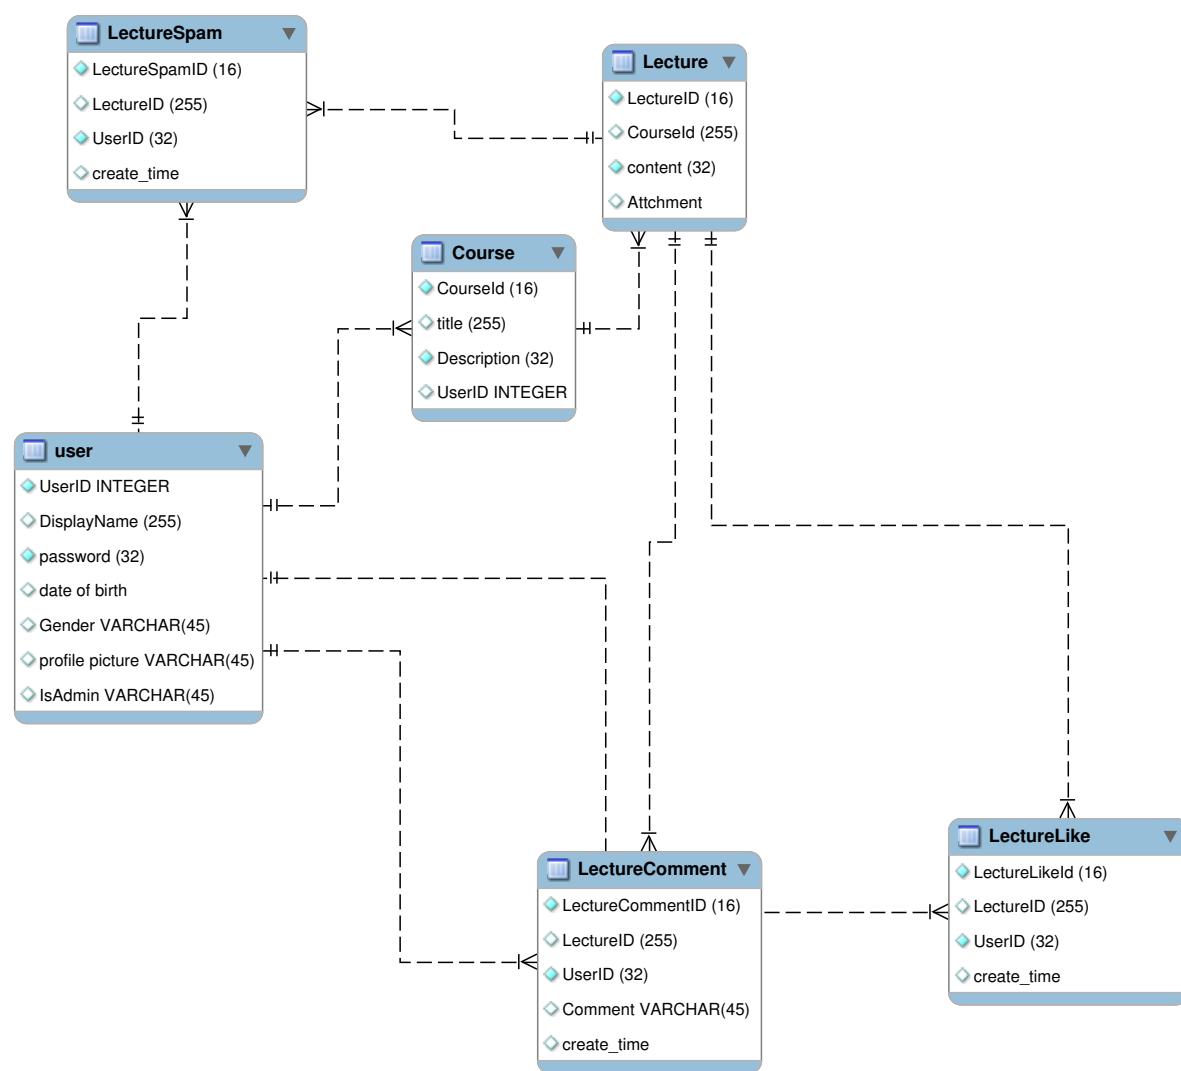 LectureSpam
LectureSpamID (16)
LectureID (255)
UserID (32)
create_time
Lecture
LectureID (16)
CourseId (255)
content (32)
Attchment
Course
CourseId (16)
title (255)
Description (32)
UserID INTEGER
user
UserID INTEGER
DisplayName (255)
password (32)
date of birth
Gender VARCHAR(45)
profile picture VARCHAR(45)
IsAdmin VARCHAR(45)
LectureComment
LectureCommentID (16)
LectureID (255)
UserID (32)
Comment VARCHAR(45)
create_time
LectureLike
LectureLikeId (16)
LectureID (255)
UserID (32)
create_time